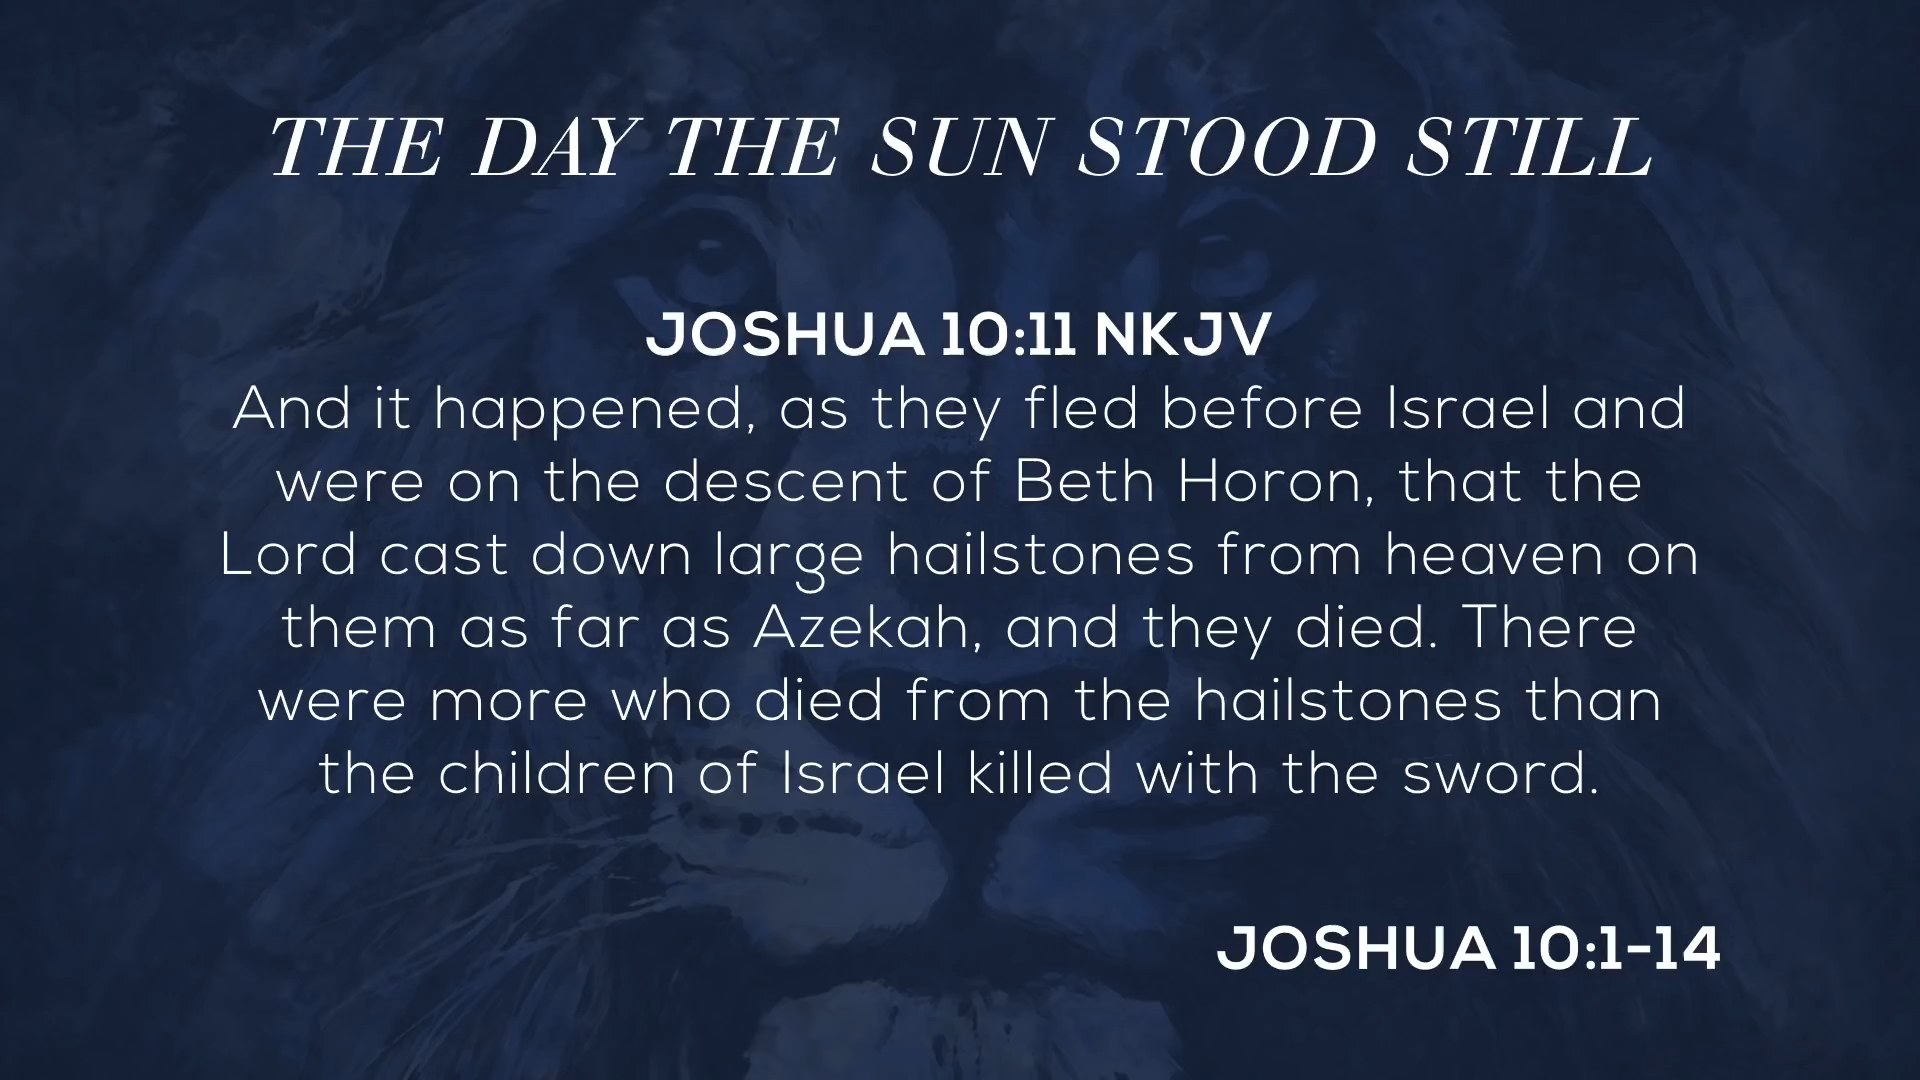 THE DAY THE SUN STOOD STILL
JOSHUA 10:11 NKJV
And it happened, as they fled before Israel and
were on the descent of Beth Horon, that the
Lord cast down large hailstones from heaven on
them as far as Azekah, and they died. There
were more who died from the hailstones than
the children of Israel killed with the sword.
JOSHUA 10:1-14